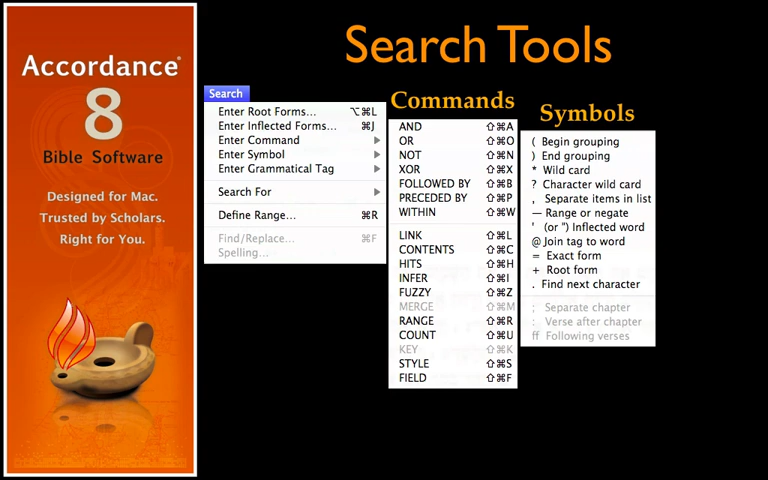 Accordance®
8
Bible Software
Designed for Mac.
Trusted by Scholars.
Right for You.
Search Tools
Search
Enter Root Forms... ⌥⌘L
Enter Inflected Forms... ⌘J
Enter Command ▶
Enter Symbol ▶
Enter Grammatical Tag ▶
Search For ▶
Define Range... ⌘R
Find/Replace... ⌘F
Spelling...
Commands
AND ⇧⌘A
OR ⇧⌘O
NOT ⇧⌘N
XOR ⇧⌘X
FOLLOWED BY ⇧⌘B
PRECEDED BY ⇧⌘P
WITHIN ⇧⌘W
LINK ⇧⌘L
CONTENTS ⇧⌘C
HITS ⇧⌘H
INFER ⇧⌘I
FUZZY ⇧⌘Z
MERGE ⇧⌘M
RANGE ⇧⌘R
COUNT ⇧⌘U
KEY ⇧⌘K
STYLE ⇧⌘S
FIELD ⇧⌘F
Symbols
( Begin grouping
) End grouping
* Wild card
? Character wild card
, Separate items in list
— Range or negate
' (or ") Inflected word
@ Join tag to word
= Exact form
+ Root form
. Find next character
; Separate chapter
: Verse after chapter
ff Following verses